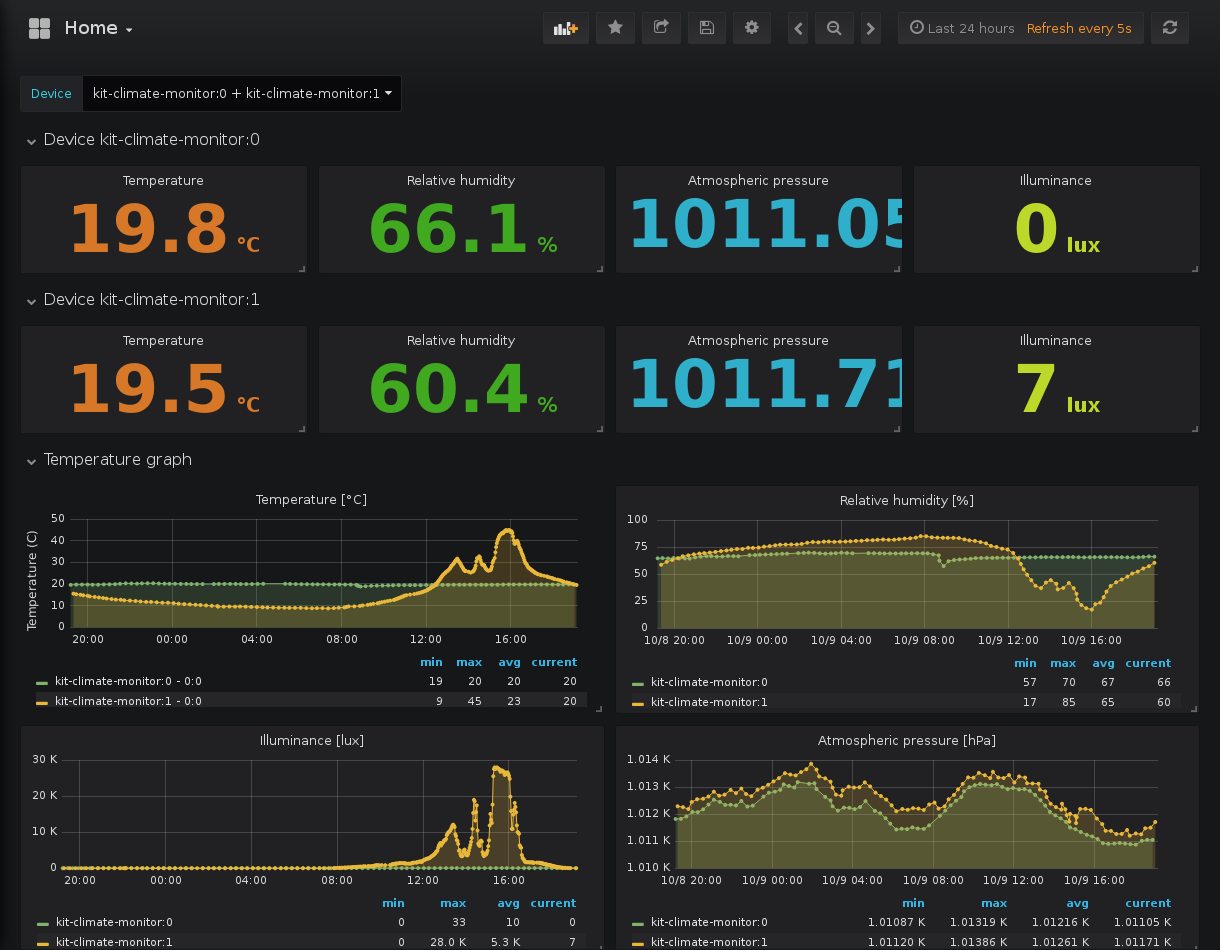 Home
Last 24 hours Refresh every 5s
Device kit-climate-monitor:0 + kit-climate-monitor:1
Device kit-climate-monitor:0
Temperature Relative humidity Atmospheric pressure Illuminance
19.8 °C 66.1 % 1011.05 0 lux
Device kit-climate-monitor:1
Temperature Relative humidity Atmospheric pressure Illuminance
19.5 °C 60.4 % 1011.71 7 lux
Temperature graph
Temperature [°C]
Temperature (C)
50
40
30
20
10
0
20:00 00:00 04:00 08:00 12:00 16:00
min max avg current
kit-climate-monitor:0 - 0:0 19 20 20 20
kit-climate-monitor:1 - 0:0 9 45 23 20
Relative humidity [%]
100
75
50
25
0
10/8 20:00 10/9 00:00 10/9 04:00 10/9 08:00 10/9 12:00 10/9 16:00
min max avg current
kit-climate-monitor:0 57 70 67 66
kit-climate-monitor:1 17 85 65 60
Illuminance [lux]
30 K
20 K
10 K
0
20:00 00:00 04:00 08:00 12:00 16:00
min max avg current
kit-climate-monitor:0 0 33 10 0
kit-climate-monitor:1 0 28.0 K 5.3 K 7
Atmospheric pressure [hPa]
1.014 K
1.013 K
1.012 K
1.011 K
1.010 K
10/8 20:00 10/9 00:00 10/9 04:00 10/9 08:00 10/9 12:00 10/9 16:00
min max avg current
kit-climate-monitor:0 1.01087 K 1.01319 K 1.01216 K 1.01105 K
kit-climate-monitor:1 1.01120 K 1.01386 K 1.01261 K 1.01171 K